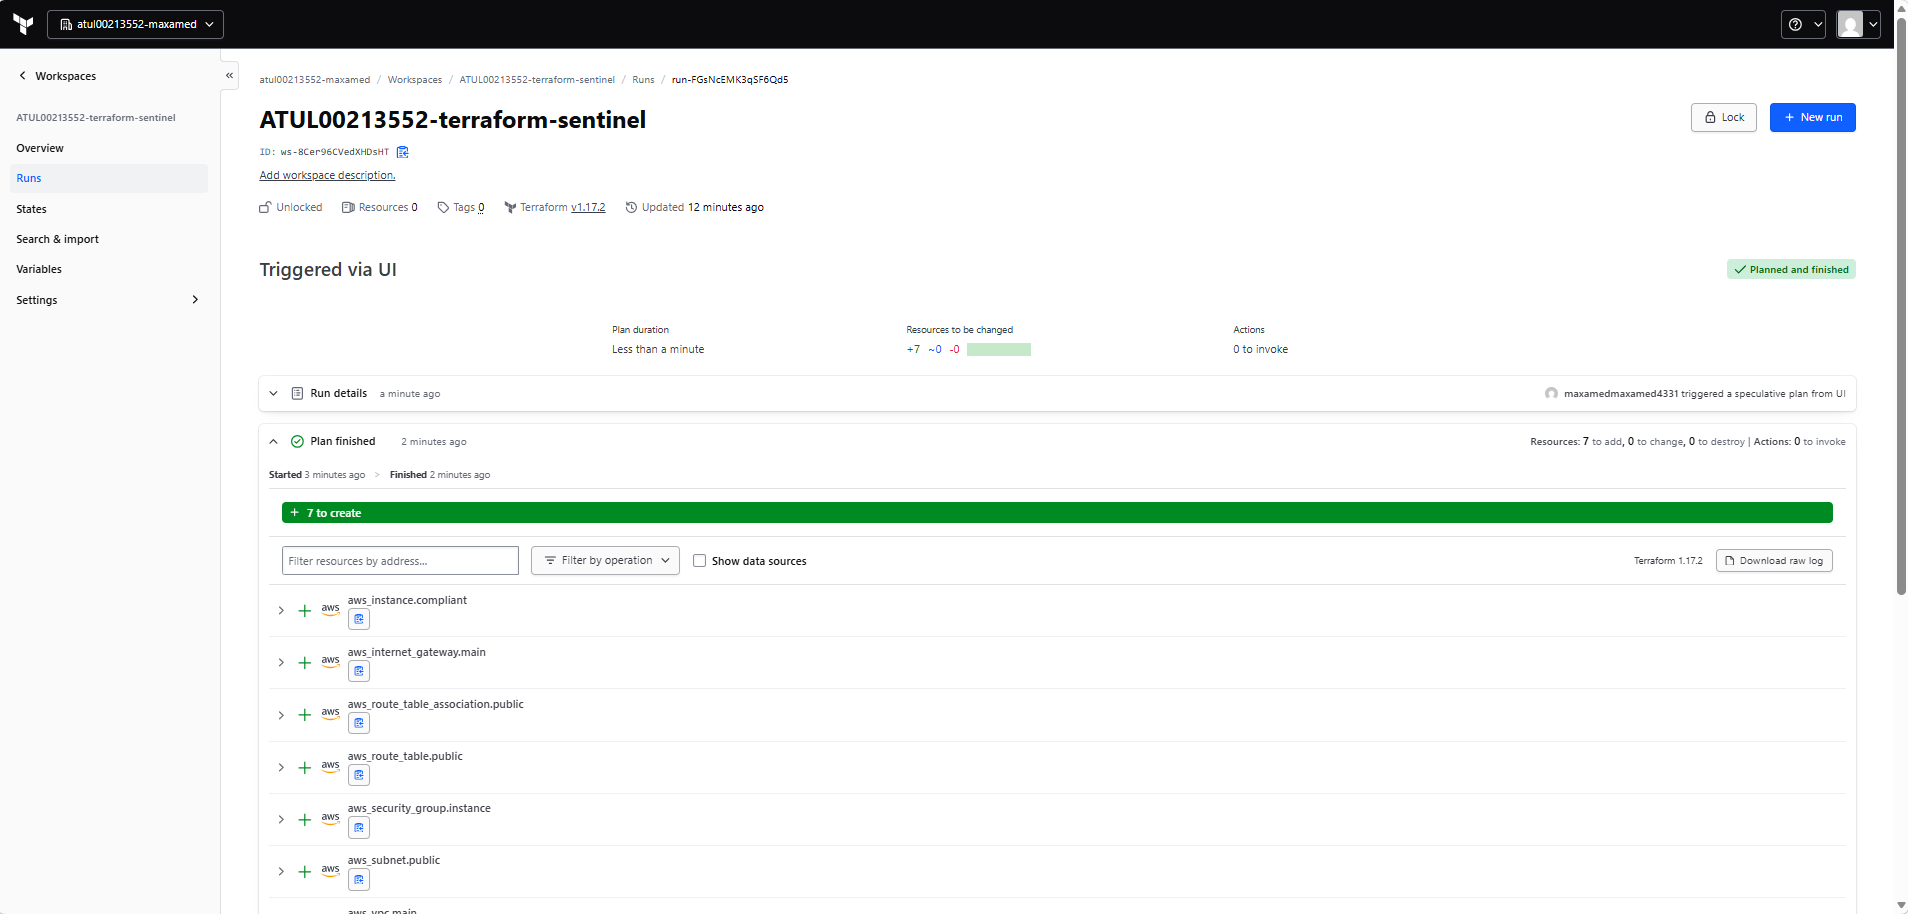 atul00213552-maxamed
Workspaces
ATUL00213552-terraform-sentinel
Overview
Runs
States
Search & import
Variables
Settings
atul00213552-maxamed / Workspaces / ATUL00213552-terraform-sentinel / Runs / run-FGsNcEMK3qSF6Qd5
ATUL00213552-terraform-sentinel
Lock
+ New run
ID: ws-8Cer96CVedXHDsHT
Add workspace description.
Unlocked Resources 0 Tags 0 Terraform v1.17.2 Updated 12 minutes ago
Triggered via UI
Planned and finished
Plan duration Resources to be changed Actions
Less than a minute +7 ~0 -0 0 to invoke
Run details a minute ago maxamedmaxamed4331 triggered a speculative plan from UI
Plan finished 2 minutes ago Resources: 7 to add, 0 to change, 0 to destroy | Actions: 0 to invoke
Started 3 minutes ago > Finished 2 minutes ago
+ 7 to create
Filter resources by address... Filter by operation Show data sources Terraform 1.17.2 Download raw log
aws aws_instance.compliant
aws aws_internet_gateway.main
aws aws_route_table_association.public
aws aws_route_table.public
aws aws_security_group.instance
aws aws_subnet.public
aws_vpc.main